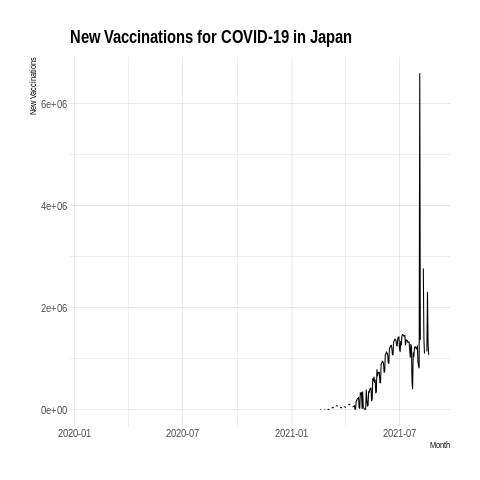 New Vaccinations for COVID-19 in Japan
New Vaccinations
6e+06
4e+06
2e+06
0e+00
2020-01 2020-07 2021-01 2021-07
Month